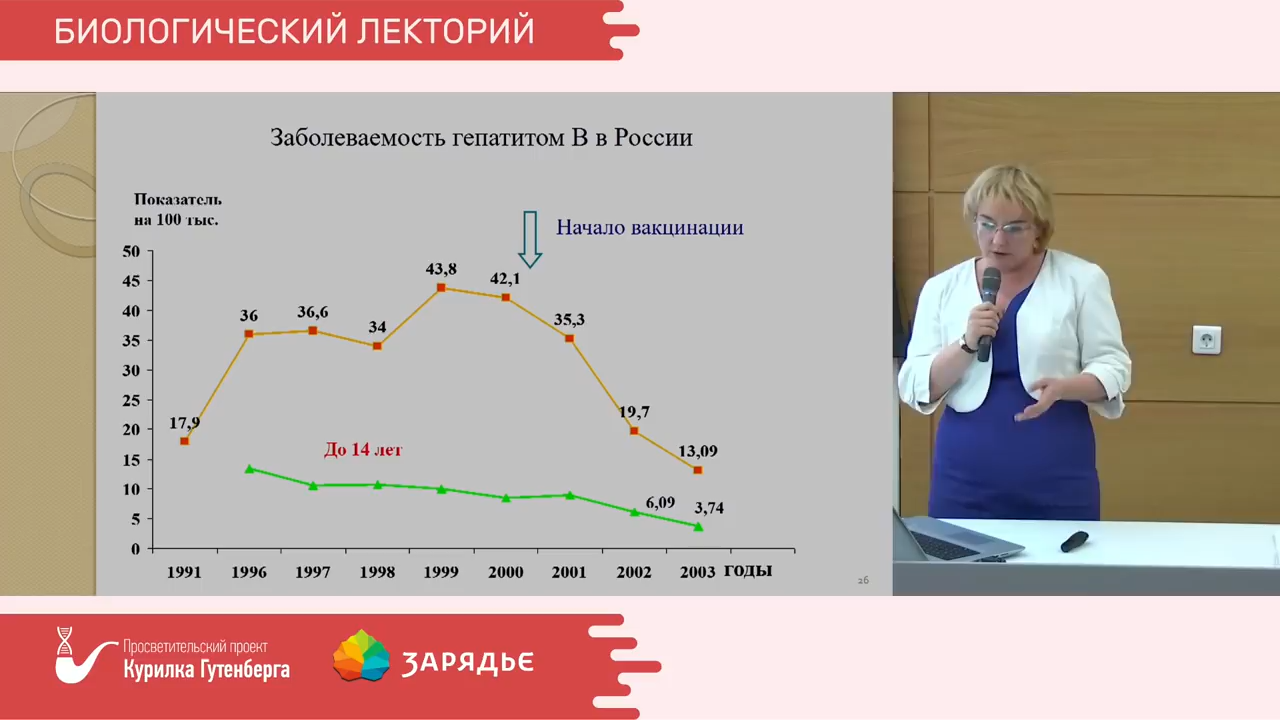 БИОЛОГИЧЕСКИЙ ЛЕКТОРИЙ
Заболеваемость гепатитом В в России
Показатель
на 100 тыс.
Начало вакцинации
50
45
40
35
30
25
20
15
10
5
0
17,9
36
36,6
34
43,8
42,1
35,3
19,7
13,09
До 14 лет
6,09
3,74
1991 1996 1997 1998 1999 2000 2001 2002 2003 годы
26
Просветительский проект
Курилка Гутенберга
ЗАРЯДЬЕ